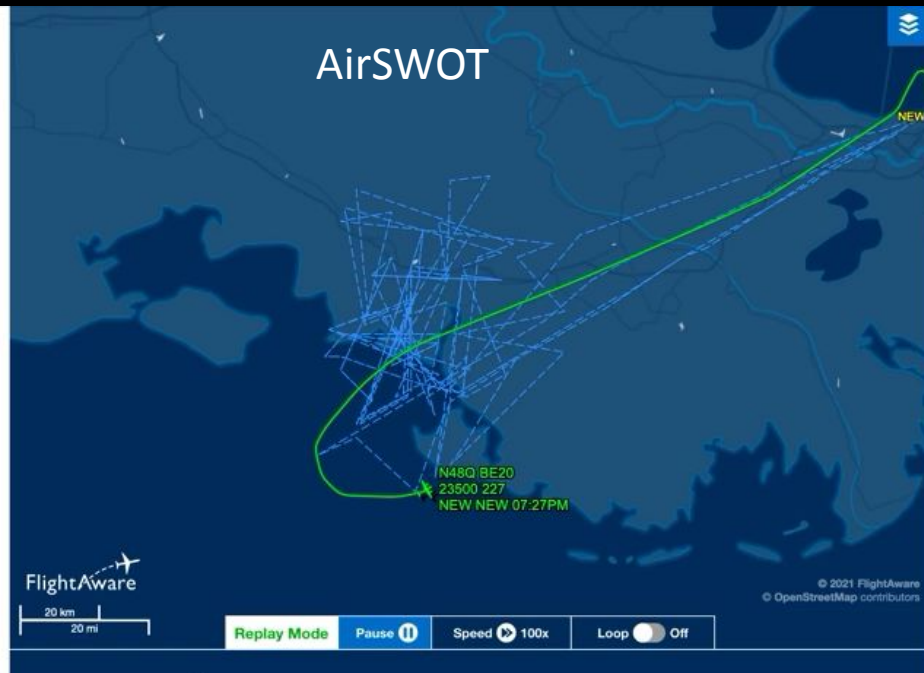 AirSWOT
NEW
N48Q BE20
23500 227
NEW NEW 07:27PM
FlightAware
© 2021 FlightAware
© OpenStreetMap contributors
20 km
20 mi
Replay Mode Pause Speed 100x Loop Off